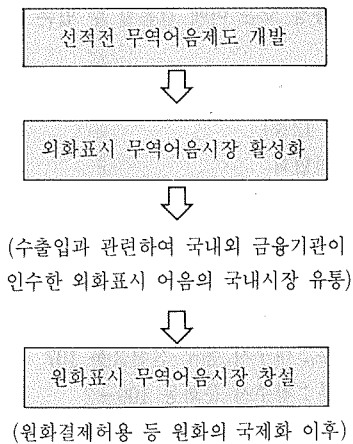 선적전 무역어음제도 개발
외화표시 무역어음시장 활성화
(수출입과 관련하여 국내외 금융기관이
인수한 외화표시 어음의 국내시장 유통)
원화표시 무역어음시장 창설
(원화결제허용 등 원화의 국제화 이후)